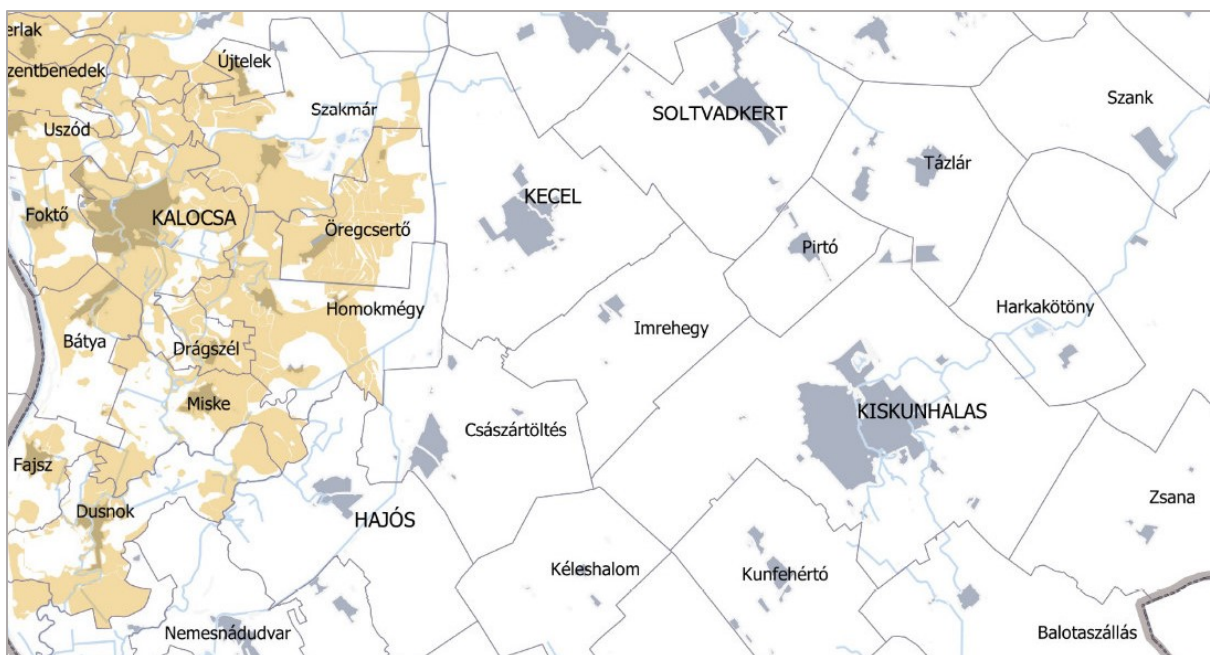 erlak
zentbenedek
Újtelek
Szakmár
SOLTVADKERT
Szank
Uszód
Tázlár
Foktő
KALOCSA
KECEL
Öregcsertő
Pirtó
Homokmégy
Harkakötöny
Imrehegy
Bátya
Drágszél
Miske
KISKUNHALAS
Császártöltés
Fajsz
Zsana
Dusnok
HAJÓS
Kéleshalom
Kunfehértó
Nemesnádudvar
Balotaszállás